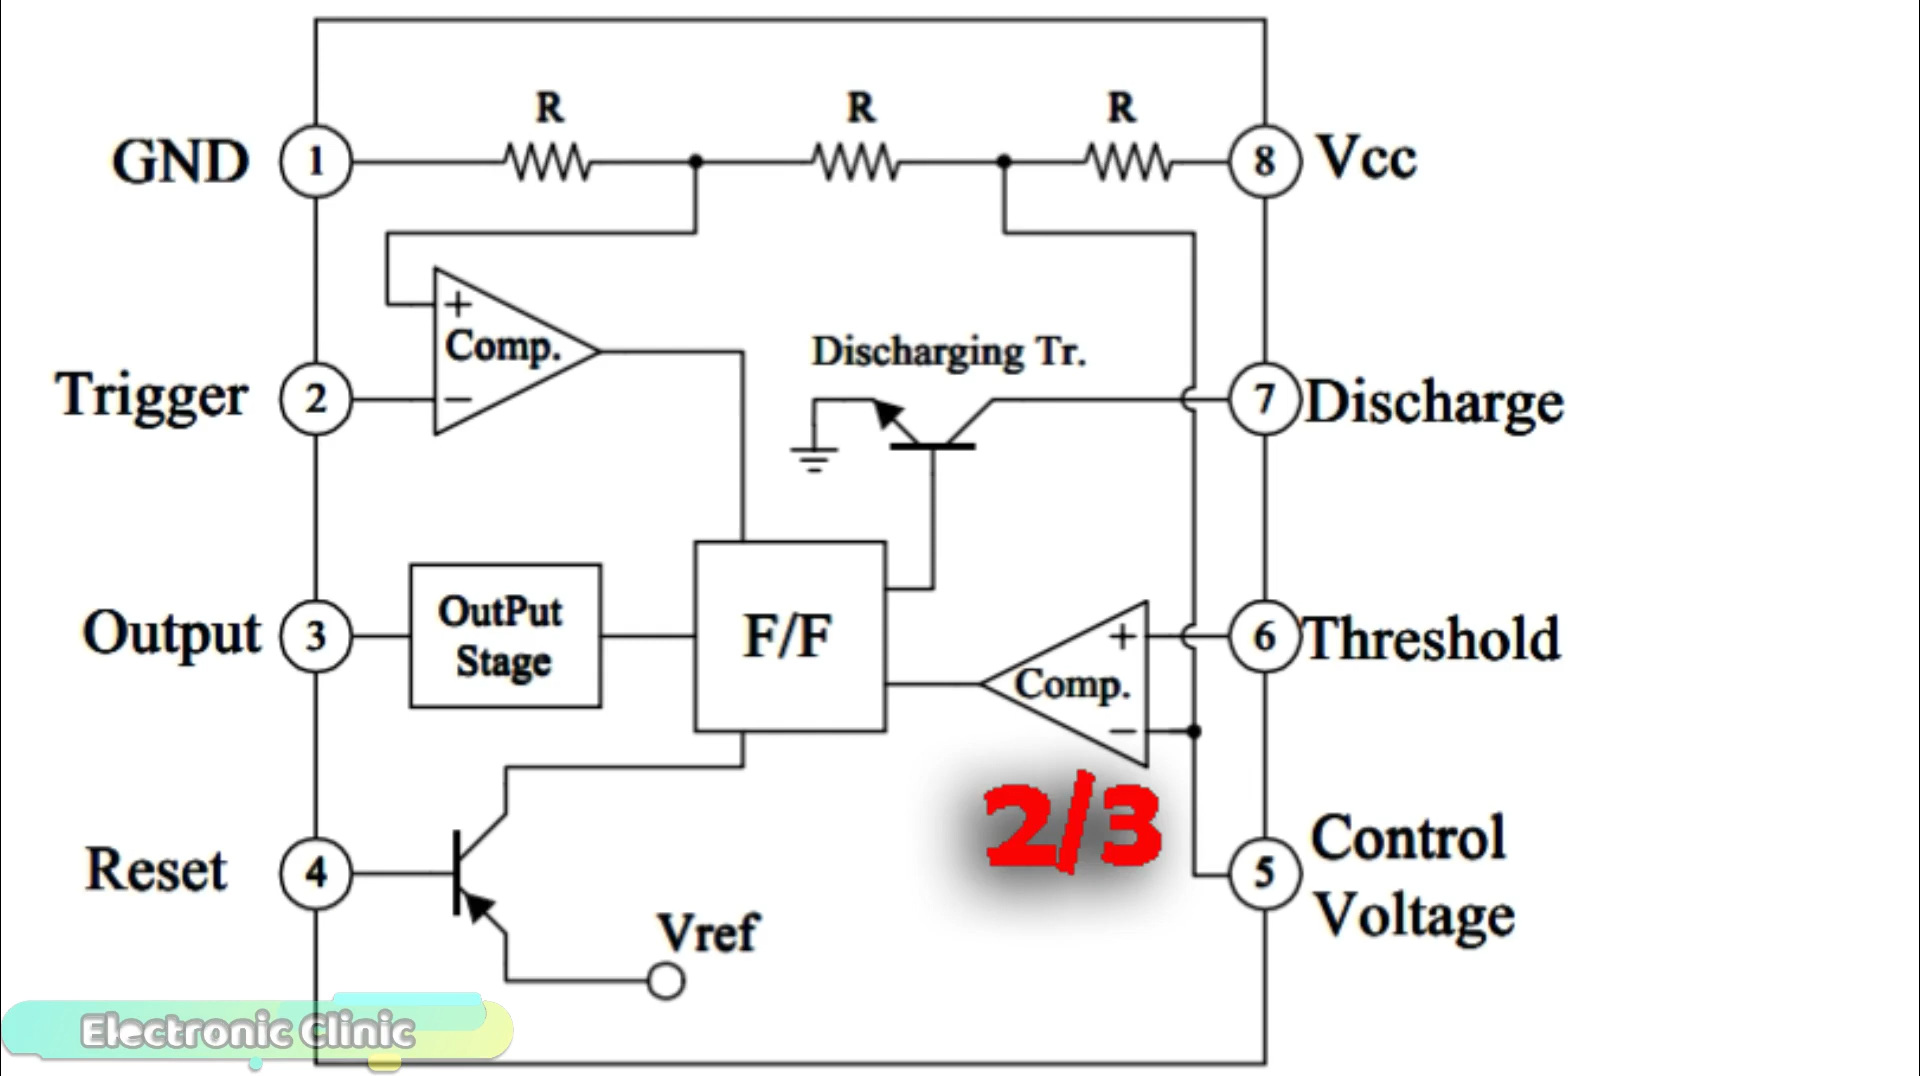 R R R
GND 1 8 Vcc
+
Comp.
−
Discharging Tr.
Trigger 2 7 Discharge
Output 3 OutPut Stage F/F + Comp. − 6 Threshold
2/3
Reset 4 5 Control Voltage
Vref
Electronic Clinic